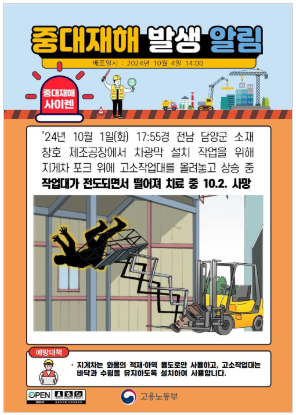 중대재해 발생 알림
배포일시 : 2024년 10월 4일 14:00
중대재해
사이렌
'24년 10월 1일(화) 17:55경 전남 담양군 소재
창호 제조공장에서 차광막 설치 작업을 위해
지게차 포크 위에 고소작업대를 올려놓고 상승 중
작업대가 전도되면서 떨어져 치료 중 10.2. 사망
예방대책
· 지게차는 화물의 적재·하역 용도로만 사용하고, 고소작업대는
바닥과 수평을 유지하도록 설치하여 사용합니다.
OPEN
고용노동부